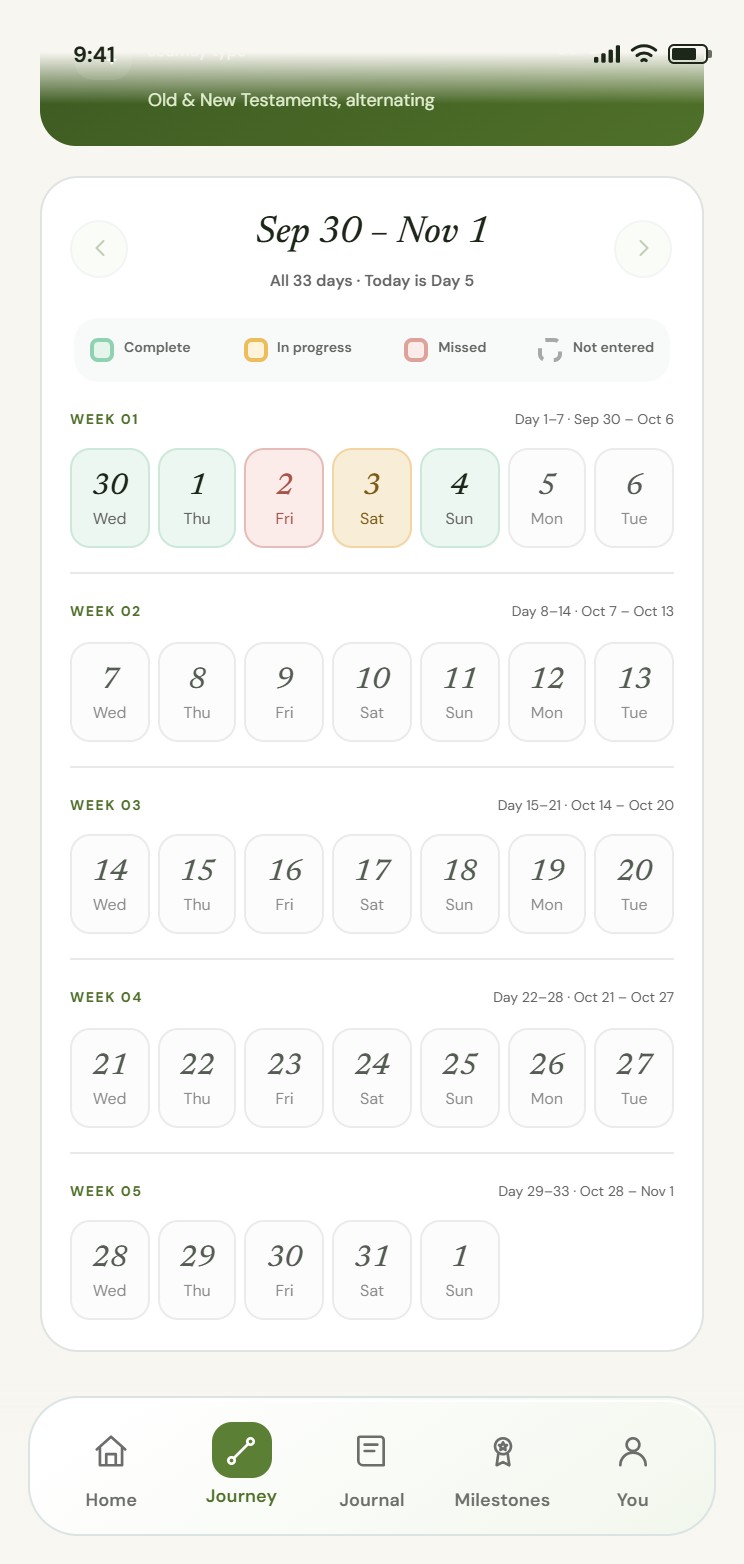 9:41
Old & New Testaments, alternating
Sep 30 – Nov 1
All 33 days · Today is Day 5
Complete In progress Missed Not entered
WEEK 01 Day 1–7 · Sep 30 – Oct 6
30 1 2 3 4 5 6
Wed Thu Fri Sat Sun Mon Tue
WEEK 02 Day 8–14 · Oct 7 – Oct 13
7 8 9 10 11 12 13
Wed Thu Fri Sat Sun Mon Tue
WEEK 03 Day 15–21 · Oct 14 – Oct 20
14 15 16 17 18 19 20
Wed Thu Fri Sat Sun Mon Tue
WEEK 04 Day 22–28 · Oct 21 – Oct 27
21 22 23 24 25 26 27
Wed Thu Fri Sat Sun Mon Tue
WEEK 05 Day 29–33 · Oct 28 – Nov 1
28 29 30 31 1
Wed Thu Fri Sat Sun
Home Journey Journal Milestones You